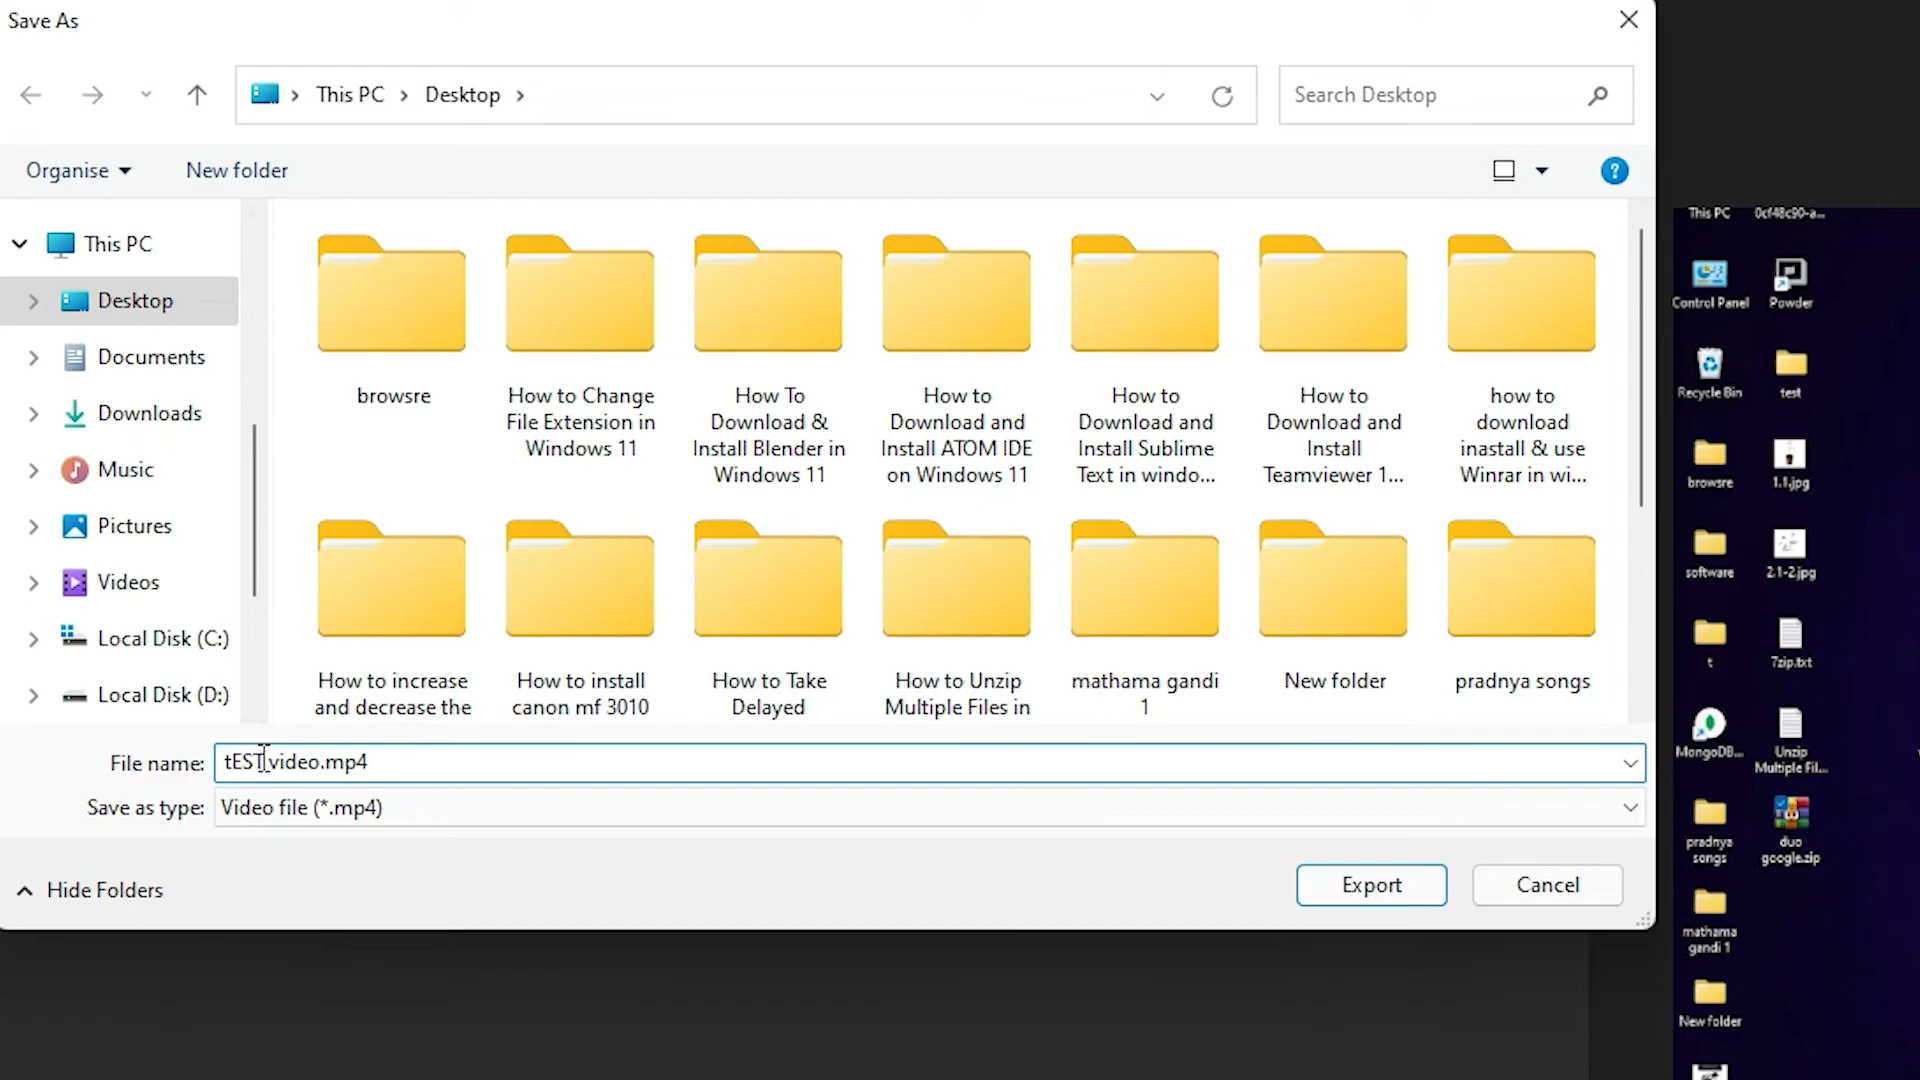 Save As
This PC
Desktop
Search Desktop
Organise
New folder
?
This PC
Desktop
Documents
Downloads
Music
Pictures
Videos
Local Disk (C:)
Local Disk (D:)
browsre
How to Change
File Extension in
Windows 11
How To
Download &
Install Blender in
Windows 11
How to
Download and
Install ATOM IDE
on Windows 11
How to
Download and
Install Sublime
Text in windo...
How to
Download and
Install
Teamviewer 1...
how to
download
inastall & use
Winrar in wi...
How to increase
and decrease the
How to install
canon mf 3010
How to Take
Delayed
How to Unzip
Multiple Files in
mathama gandi
1
New folder
pradnya songs
File name:
tEST video.mp4
Save as type:
Video file (*.mp4)
Hide Folders
Export
Cancel
This PC
0cf48c90-a...
Control Panel
Powder
Recycle Bin
test
browsre
1.1.jpg
software
2.1-2.jpg
t
7zip.txt
MongoDB...
Unzip
Multiple Fil...
pradnya
songs
duo
google.zip
mathama
gandi 1
New folder